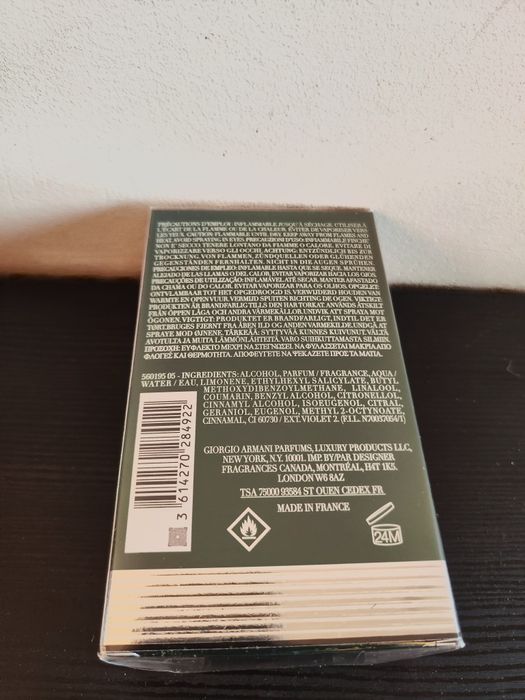 PRÉCAUTIONS D'EMPLOI: INFLAMMABLE JUSQU'À SÉCHAGE, UTILISER À
L'ÉCART DE LA FLAMME OU DE LA CHALEUR. ÉVITER DE VAPORISER VERS
LES YEUX. CAUTION: FLAMMABLE UNTIL DRY. KEEP AWAY FROM FLAMES AND
HEAT. AVOID SPRAYING IN EYES. PRECAUZIONI D'USO: INFIAMMABILE FINCHÉ
NON E' SECCO. TENERE LONTANO DA FIAMME O CALORE. EVITARE DI
VAPORIZZARE VERSO GLI OCCHI. ACHTUNG: ENTZÜNDLICH BIS ZUR
TROCKNUNG. VON FLAMMEN, ZÜNDQUELLEN ODER GLÜHENDEN
GEGENSTÄNDEN FERNHALTEN. NICHT IN DIE AUGEN SPRÜHEN.
PRECAUCIONES DE EMPLEO: INFLAMABLE HASTA QUE SE SEQUE. MANTENER
ALEJADO DE LAS LLAMAS O DEL CALOR. EVITAR VAPORIZAR HACIA LOS OJOS.
PRECAUÇÕES DE UTILIZAÇÃO: INFLAMÁVEL ATÉ SECAR. MANTER AFASTADO
DA CHAMA OU DO CALOR. EVITAR VAPORIZAR PARA OS OLHOS. OPGELET:
ONTVLAMBAAR TOT HET OPGEDROOGD IS. VERWIJDERD HOUDEN VAN
WARMTE EN OPEN VUUR. VERMIJD SPUITEN RICHTING DE OGEN. VIKTIGT:
PRODUKTEN ÄR BRANDFARLIG TILLS DEN HAR TORKAT. ANVÄNDS ÅTSKILT
FRÅN ÖPPEN LÅGA OCH ANDRA VÄRMEKÄLLOR. UNDVIK ATT SPRAYA MOT
ÖGONEN. VIGTIGT: PRODUKTET ER BRANDFARLIGT, INDTIL DET ER
TØRT. BRUGES FJERNT FRA ÅBEN ILD OG ANDEN VARMEKILDE. UNDGÅ AT
SPRAYE MOD ØJNENE. TÄRKEÄÄ: SYTTYVÄÄ KUNNES KUIVUNUT. VÄLTÄ
AVOTULTA JA MUITA LÄMMÖNLÄHTEITÄ. VARO SUIHKUTTAMASTA SILMIIN.
ΠΡΟΣΟΧΗ: ΕΥΦΛΕΚΤΟ ΜΕΧΡΙ ΝΑ ΣΤΕΓΝΩΣΕΙ. ΝΑ ΦΥΛΑΣΣΕΤΑΙ ΜΑΚΡΙΑ ΑΠΟ
ΦΛΟΓΕΣ ΚΑΙ ΘΕΡΜΟΤΗΤΑ. ΑΠΟΦΕΥΓΕΤΕ ΝΑ ΨΕΚΑΖΕΤΕ ΠΡΟΣ ΤΑ ΜΑΤΙΑ.
560195 05 - INGREDIENTS: ALCOHOL, PARFUM / FRAGRANCE, AQUA /
WATER / EAU, LIMONENE, ETHYLHEXYL SALICYLATE, BUTYL
METHOXYDIBENZOYLMETHANE, LINALOOL,
COUMARIN, BENZYL ALCOHOL, CITRONELLOL,
CINNAMYL ALCOHOL, ISOEUGENOL, CITRAL,
GERANIOL, EUGENOL, METHYL 2-OCTYNOATE,
CINNAMAL, CI 60730 / EXT. VIOLET 2. (F.I.L. N70037054/1)
3 614270 284922
GIORGIO ARMANI PARFUMS, LUXURY PRODUCTS LLC,
NEW YORK, N.Y. 10001. IMP. BY/PAR DESIGNER
FRAGRANCES CANADA, MONTRÉAL, H4T 1K5.
LONDON W6 8AZ
TSA 75000 93584 ST OUEN CEDEX FR
MADE IN FRANCE
24M